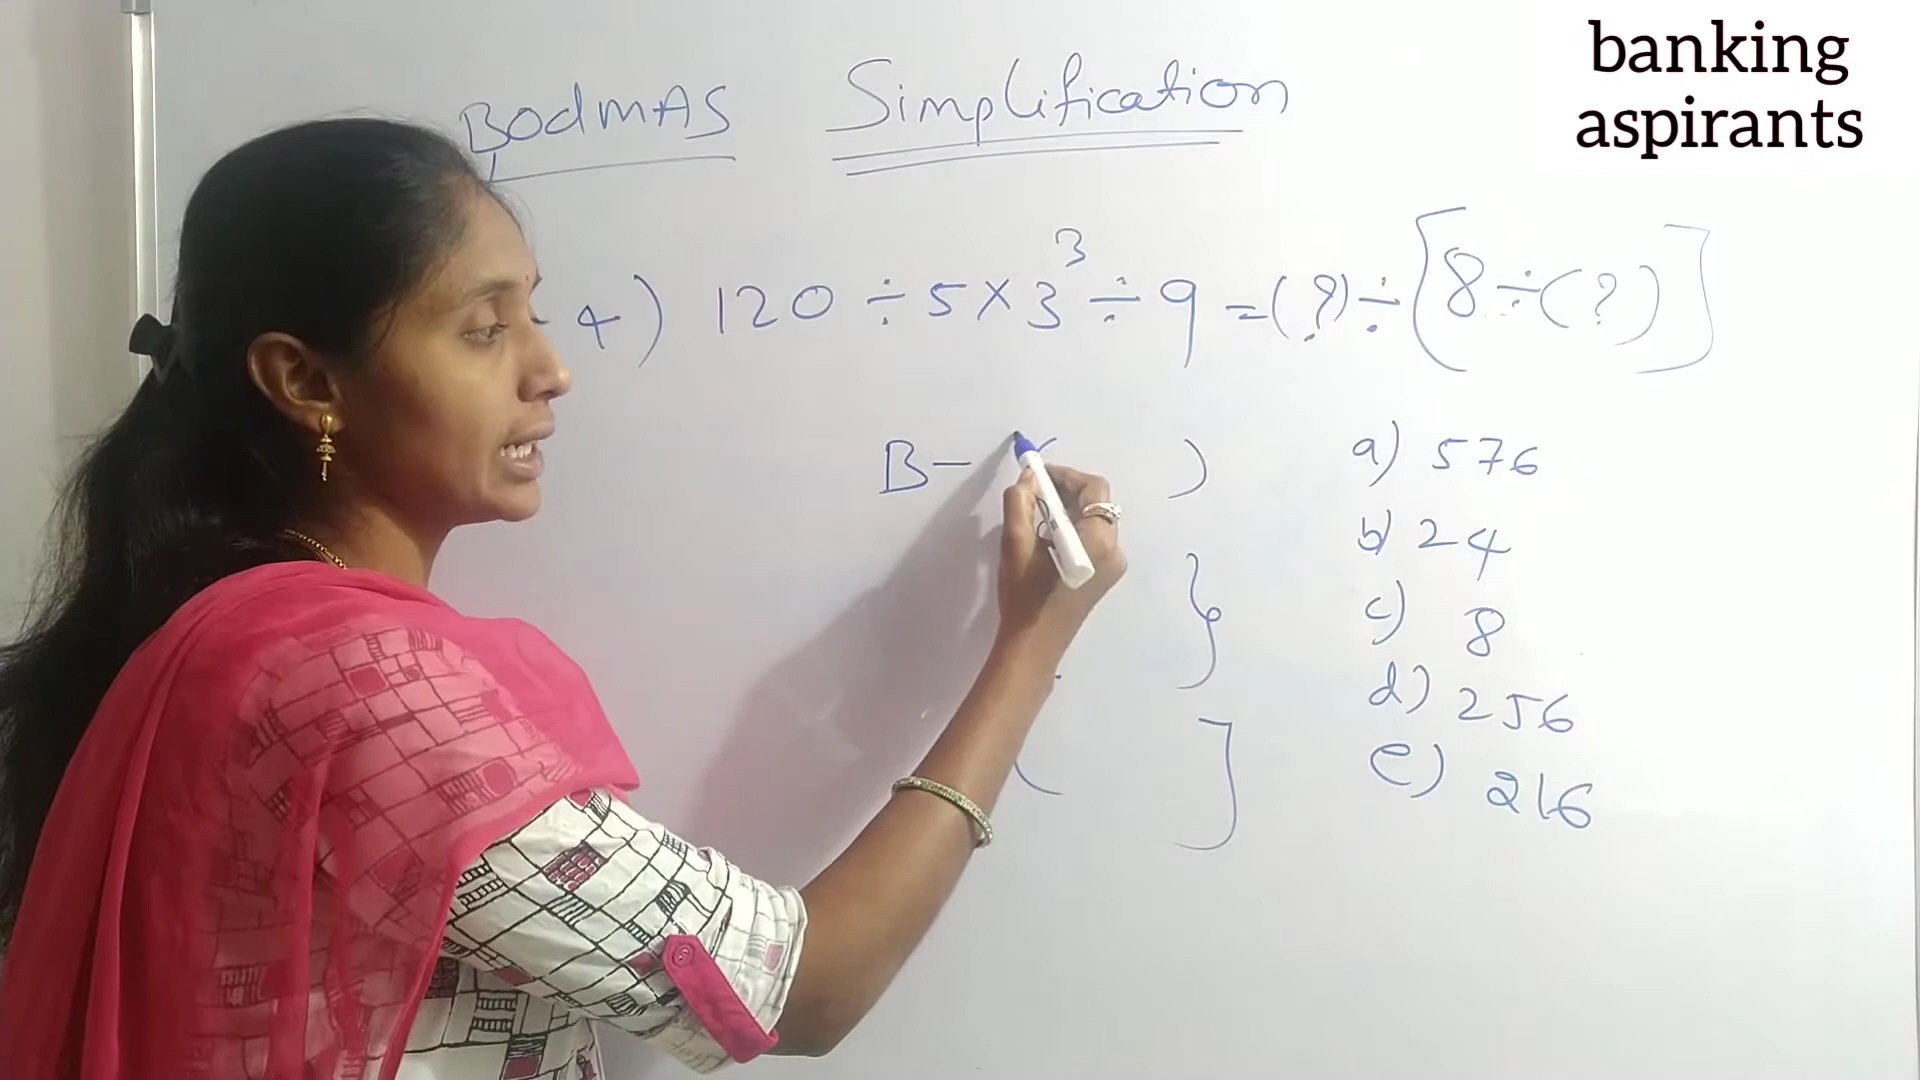 banking
aspirants
BodMAS Simplification
4) 120 ÷ 5 × 3³ ÷ 9 = (?) ÷ [8 ÷ (?)]
B - ( )
}
]
a) 576
b) 24
c) 8
d) 256
e) 216